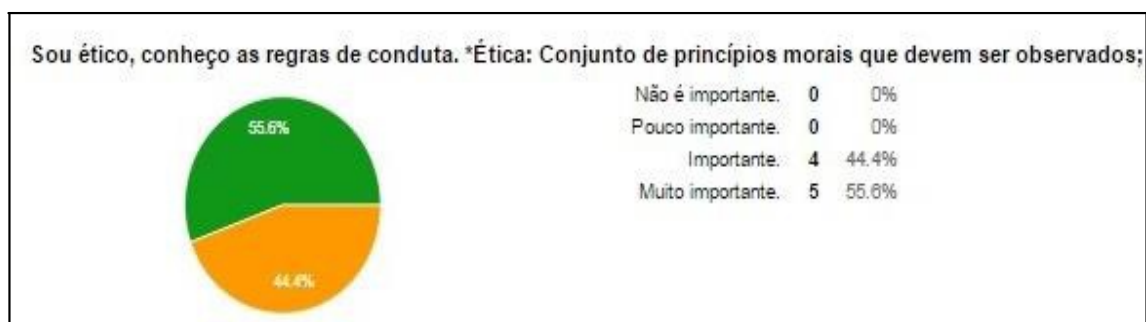 Sou ético, conheço as regras de conduta. *Ética: Conjunto de princípios morais que devem ser observados;
55.6%
44.4%
Não é importante. 0 0%
Pouco importante. 0 0%
Importante. 4 44.4%
Muito importante. 5 55.6%